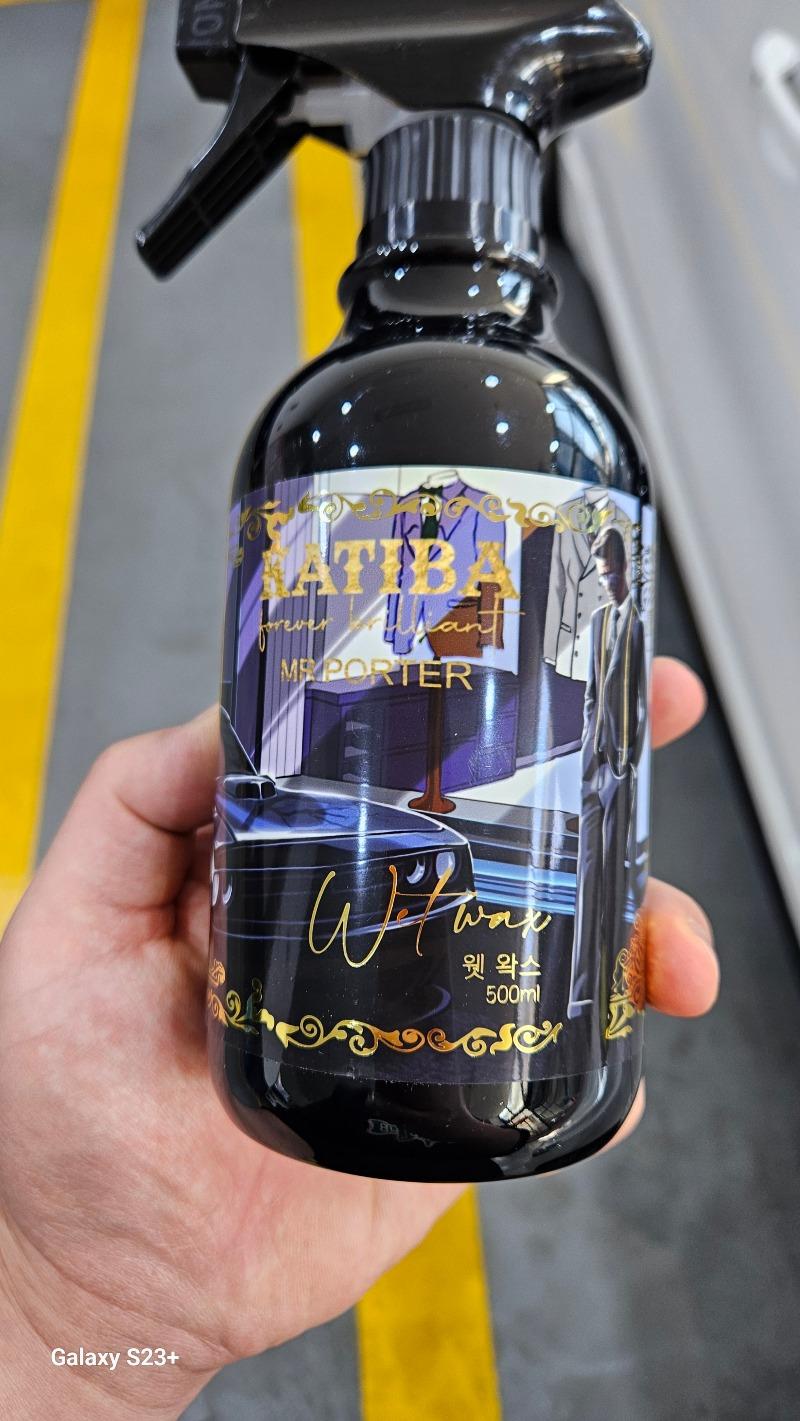 KATIBA
forever brilliant
MR.PORTER
Wet wax
웻 왁스
500ml
Galaxy S23+